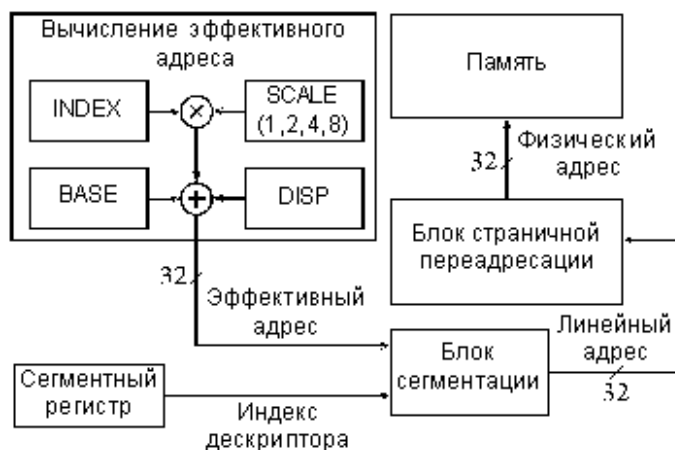 Вычисление эффективного
адреса
INDEX
×
SCALE
(1,2,4,8)
BASE
+
DISP
32
Эффективный
адрес
Сегментный
регистр
Индекс
дескриптора
Блок
сегментации
Линейный
адрес
32
Блок страничной
переадресации
32
Физический
адрес
Память